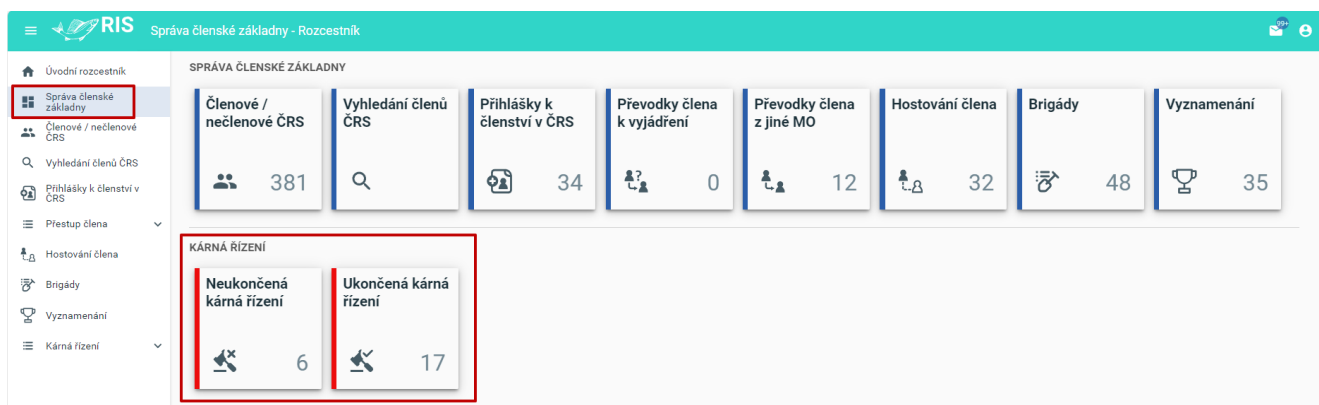 RIS
Správa členské základny - Rozcestník
99+
Úvodní rozcestník
Správa členské
základny
Členové / nečlenové
ČRS
Vyhledání členů ČRS
Přihlášky k členství v
ČRS
Přestup člena
Hostování člena
Brigády
Vyznamenání
Kárná řízení
SPRÁVA ČLENSKÉ ZÁKLADNY
Členové /
nečlenové ČRS
381
Vyhledání členů
ČRS
Přihlášky k
členství v ČRS
34
Převodky člena
k vyjádření
0
Převodky člena
z jiné MO
12
Hostování člena
32
Brigády
48
Vyznamenání
35
KÁRNÁ ŘÍZENÍ
Neukončená
kárná řízení
6
Ukončená kárná
řízení
17